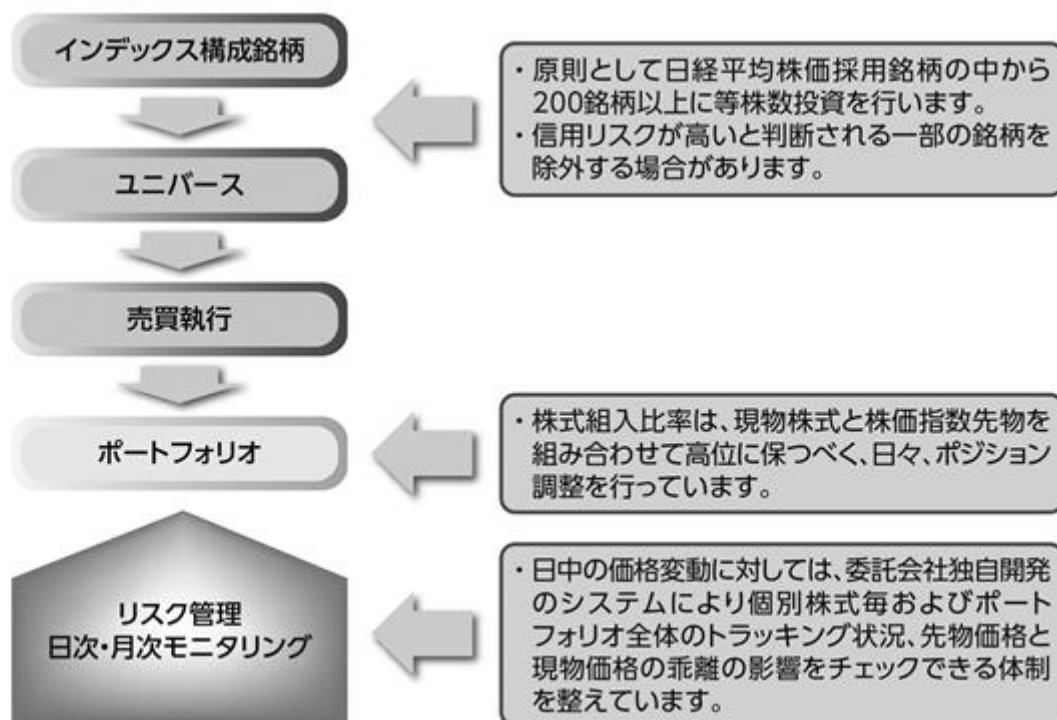 インデックス構成銘柄
・原則として日経平均株価採用銘柄の中から
200銘柄以上に等株数投資を行います。
・信用リスクが高いと判断される一部の銘柄を
除外する場合があります。
ユニバース
売買執行
ポートフォリオ
・株式組入比率は、現物株式と株価指数先物を
組み合わせて高位に保つべく、日々、ポジション
調整を行っています。
リスク管理
日次・月次モニタリング
・日中の価格変動に対しては、委託会社独自開発
のシステムにより個別株式毎およびポート
フォリオ全体のトラッキング状況、先物価格と
現物価格の乖離の影響をチェックできる体制
を整えています。